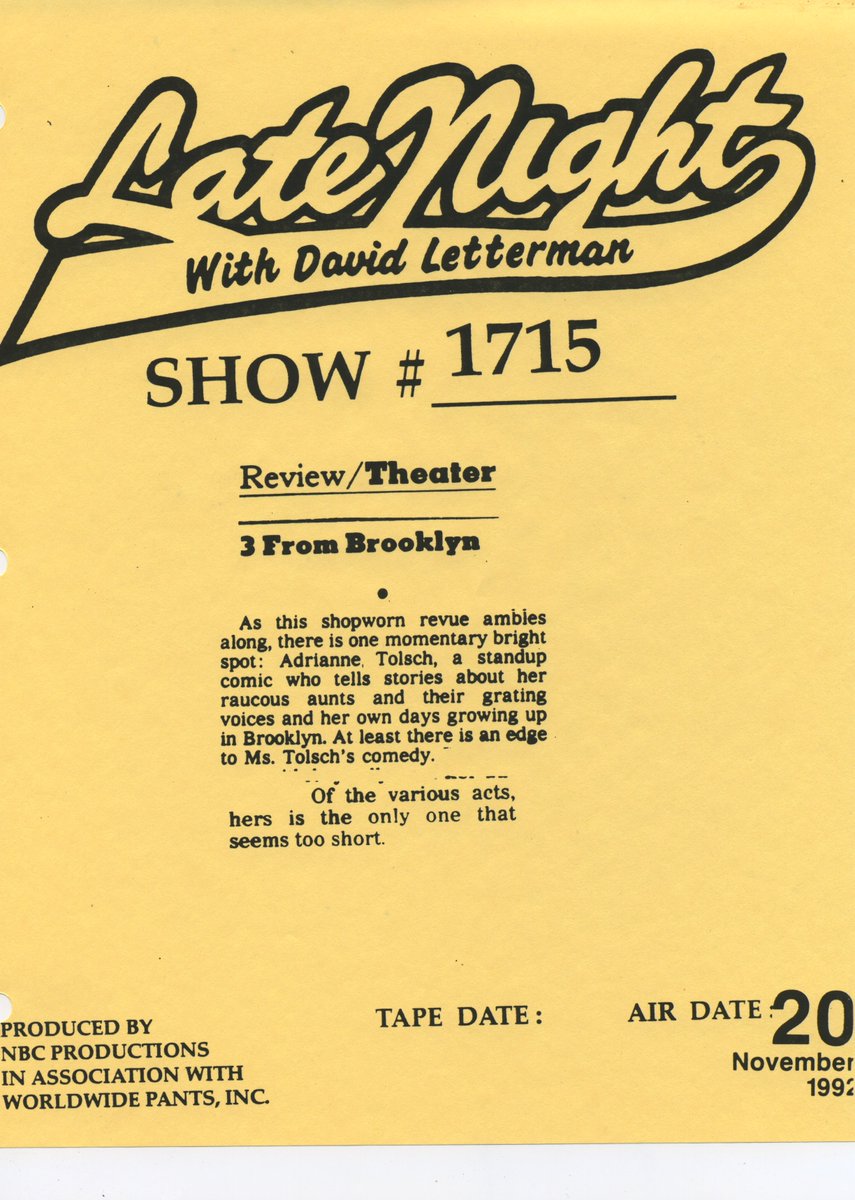 Late Night
With David Letterman
SHOW # 1715
Review/Theater
3 From Brooklyn
•
As this shopworn revue ambles
along, there is one momentary bright
spot: Adrianne Tolsch, a standup
comic who tells stories about her
raucous aunts and their grating
voices and her own days growing up
in Brooklyn. At least there is an edge
to Ms. Tolsch's comedy.
Of the various acts,
hers is the only one that
seems too short.
PRODUCED BY
NBC PRODUCTIONS
IN ASSOCIATION WITH
WORLDWIDE PANTS, INC.
TAPE DATE:
AIR DATE: 20
November
1992